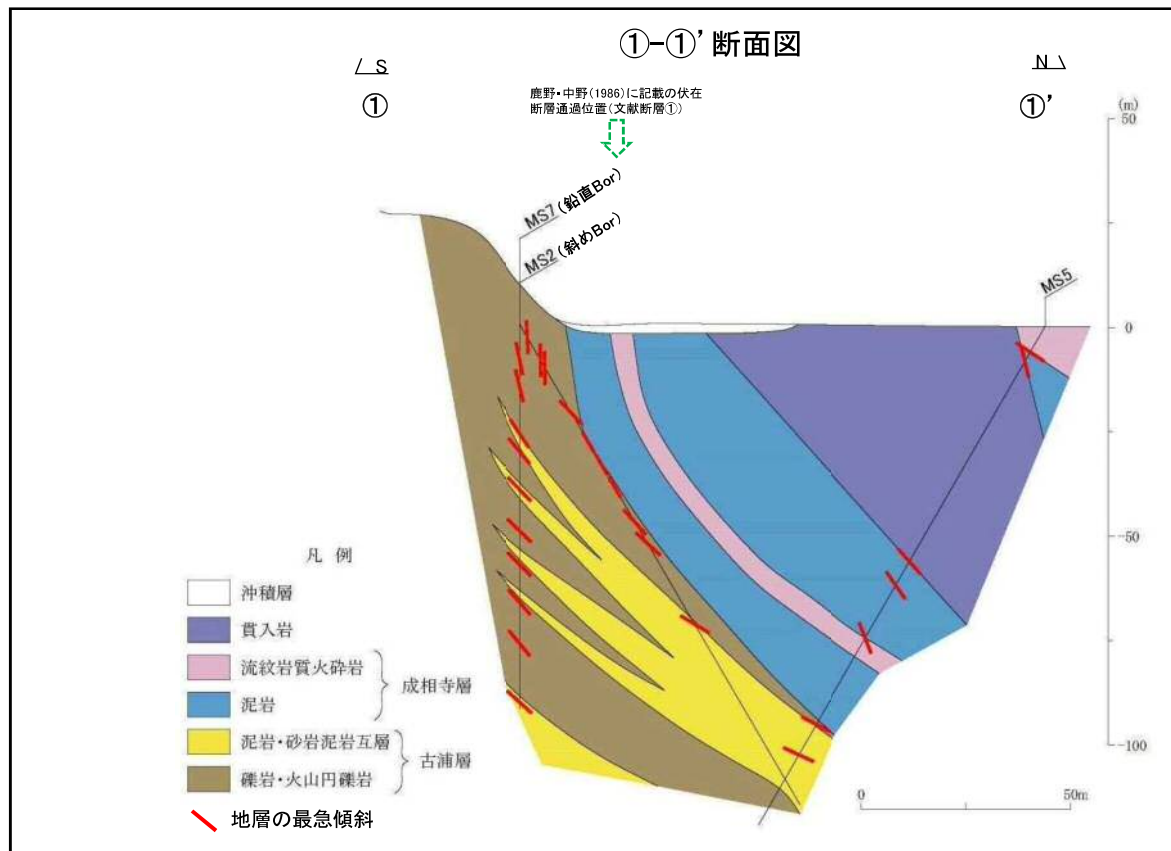 ①-①’断面図
S
①
N
①’
鹿野・中野(1986)に記載の伏在
断層通過位置(文献断層①)
(m)
50
MS7(鉛直Bor)
MS2(斜めBor)
MS5
0
-50
-100
凡 例
沖積層
貫入岩
流紋岩質火砕岩
泥岩
成相寺層
泥岩・砂岩泥岩互層
礫岩・火山円礫岩
古浦層
地層の最急傾斜
0
50m